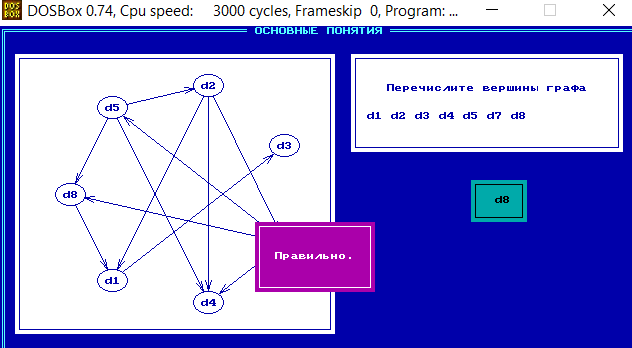 DOSBox 0.74, Cpu speed: 3000 cycles, Frameskip 0, Program: ...
ОСНОВНЫЕ ПОНЯТИЯ
d2
d5
d3
d8
d1
d4
Перечислите вершины графа
d1 d2 d3 d4 d5 d7 d8
d8
Правильно.